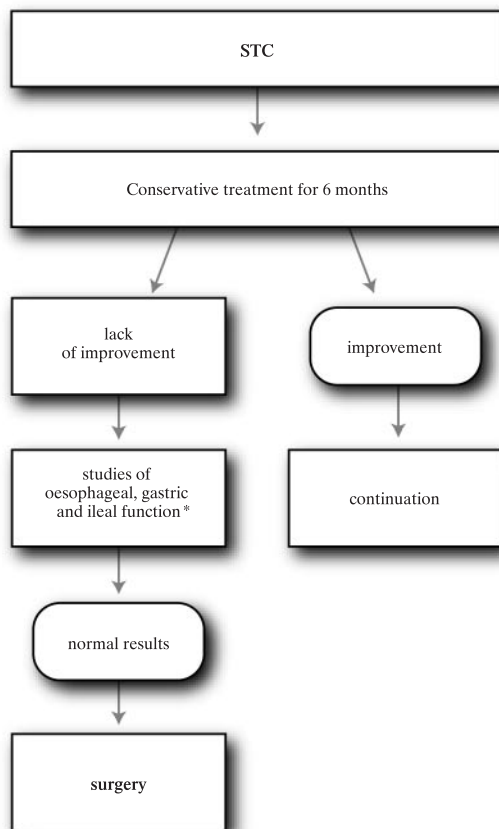 STC
Conservative treatment for 6 months
lack
of improvement
improvement
studies of
oesophageal, gastric
and ileal function *
continuation
normal results
surgery